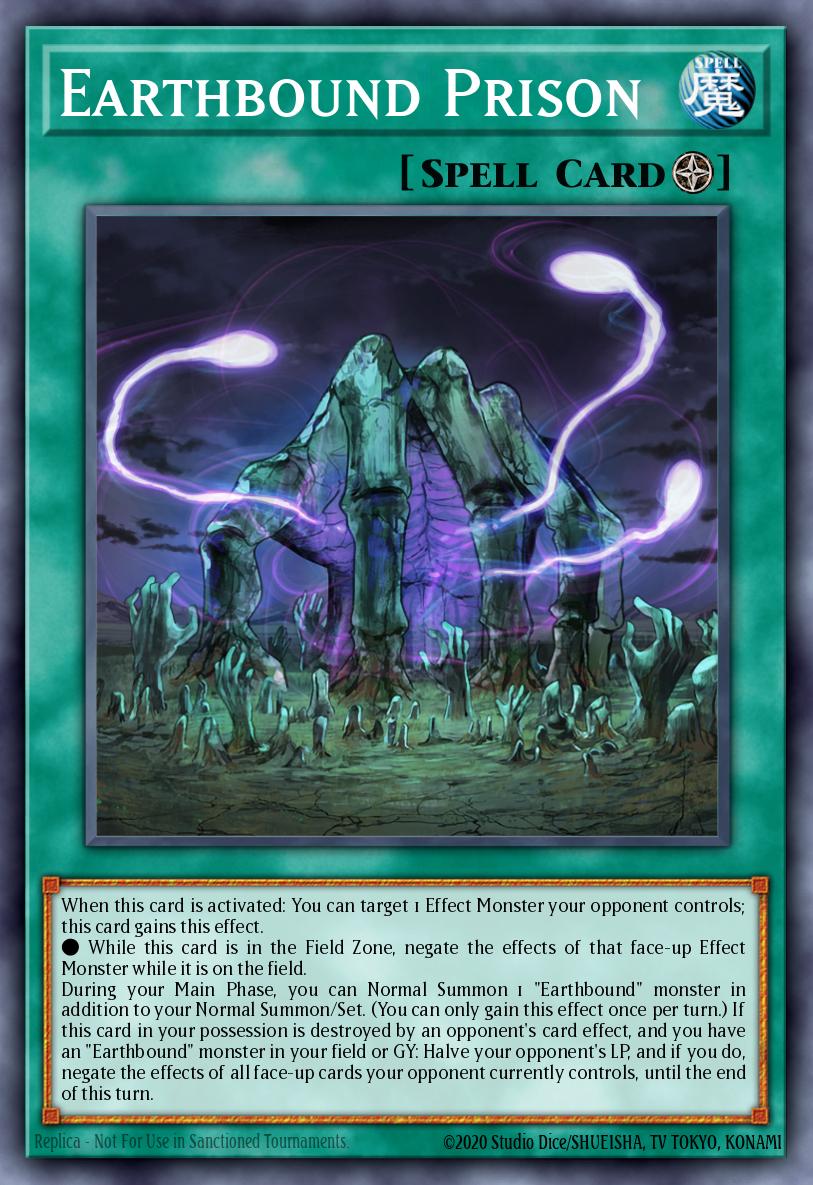 Earthbound Prison
SPELL
魔
[Spell Card]
When this card is activated: You can target 1 Effect Monster your opponent controls;
this card gains this effect.
● While this card is in the Field Zone, negate the effects of that face-up Effect
Monster while it is on the field.
During your Main Phase, you can Normal Summon 1 "Earthbound" monster in
addition to your Normal Summon/Set. (You can only gain this effect once per turn.) If
this card in your possession is destroyed by an opponent's card effect, and you have
an "Earthbound" monster in your field or GY: Halve your opponent's LP, and if you do,
negate the effects of all face-up cards your opponent currently controls, until the end
of this turn.
Replica - Not For Use in Sanctioned Tournaments.
©2020 Studio Dice/SHUEISHA, TV TOKYO, KONAMI